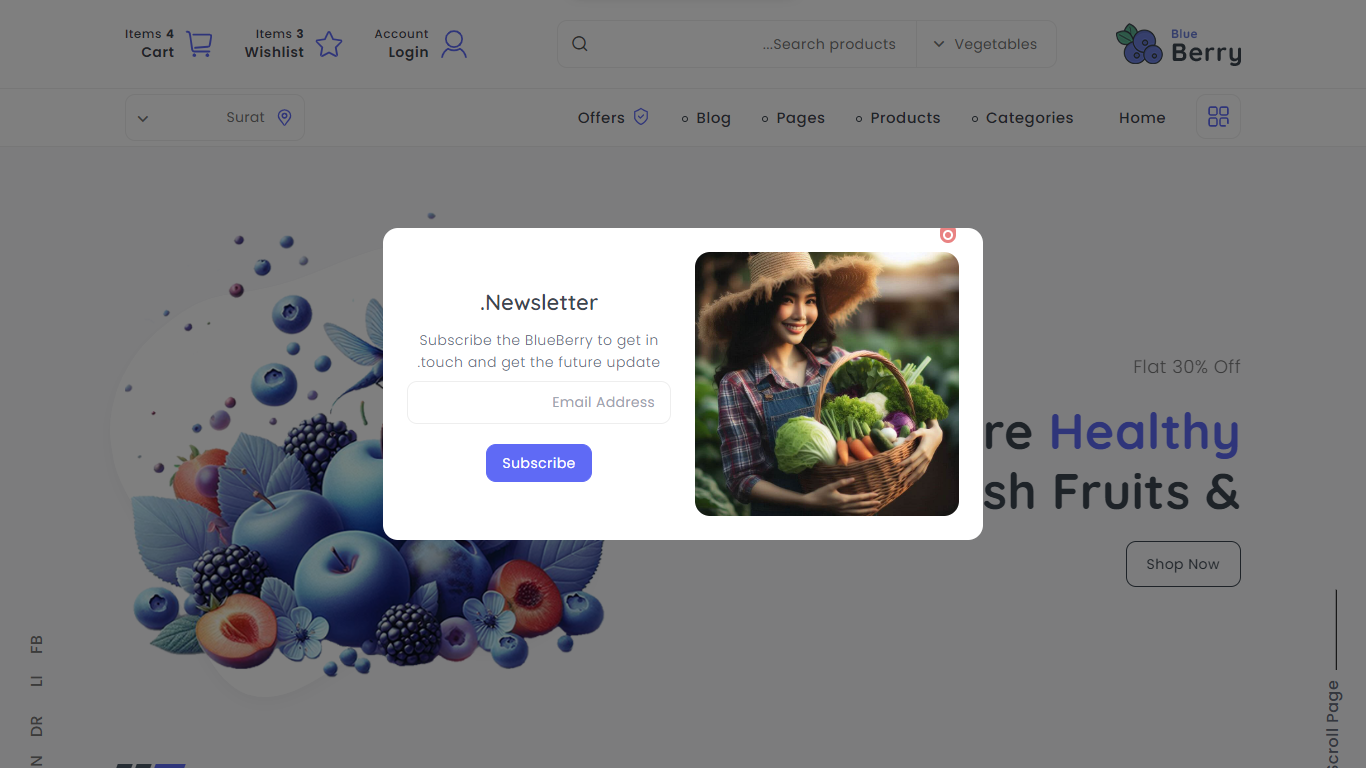 Items 4
Cart
Items 3
Wishlist
Account
Login
...Search products
Vegetables
Blue
Berry
Surat
Offers
Blog
Pages
Products
Categories
Home
.Newsletter
Subscribe the BlueBerry to get in
.touch and get the future update
Email Address
Subscribe
Flat 30% Off
re Healthy
sh Fruits &
Shop Now
FB
LI
DR
N
Scroll Page